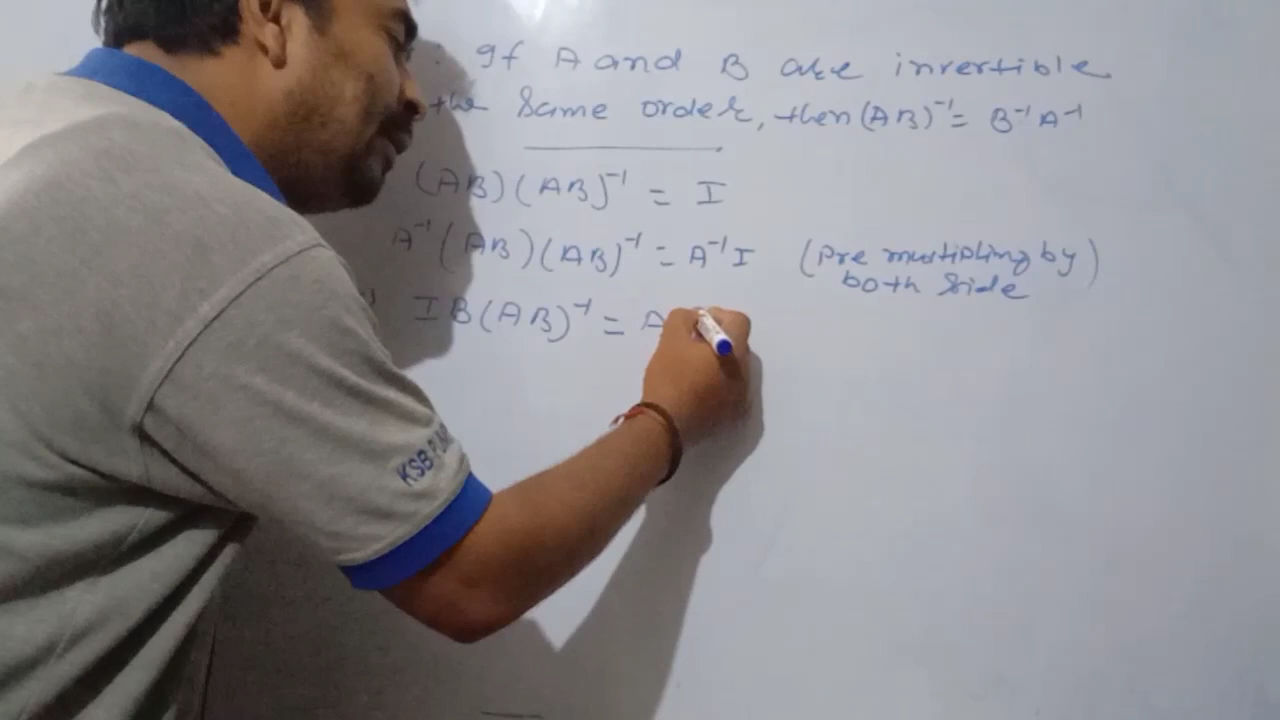 : If A and B are invertible
the same order, then (AB)⁻¹ = B⁻¹A⁻¹
(AB)(AB)⁻¹ = I
A⁻¹(AB)(AB)⁻¹ = A⁻¹I (Pre multipling by)
both side
IB(AB)⁻¹ = A
KSB